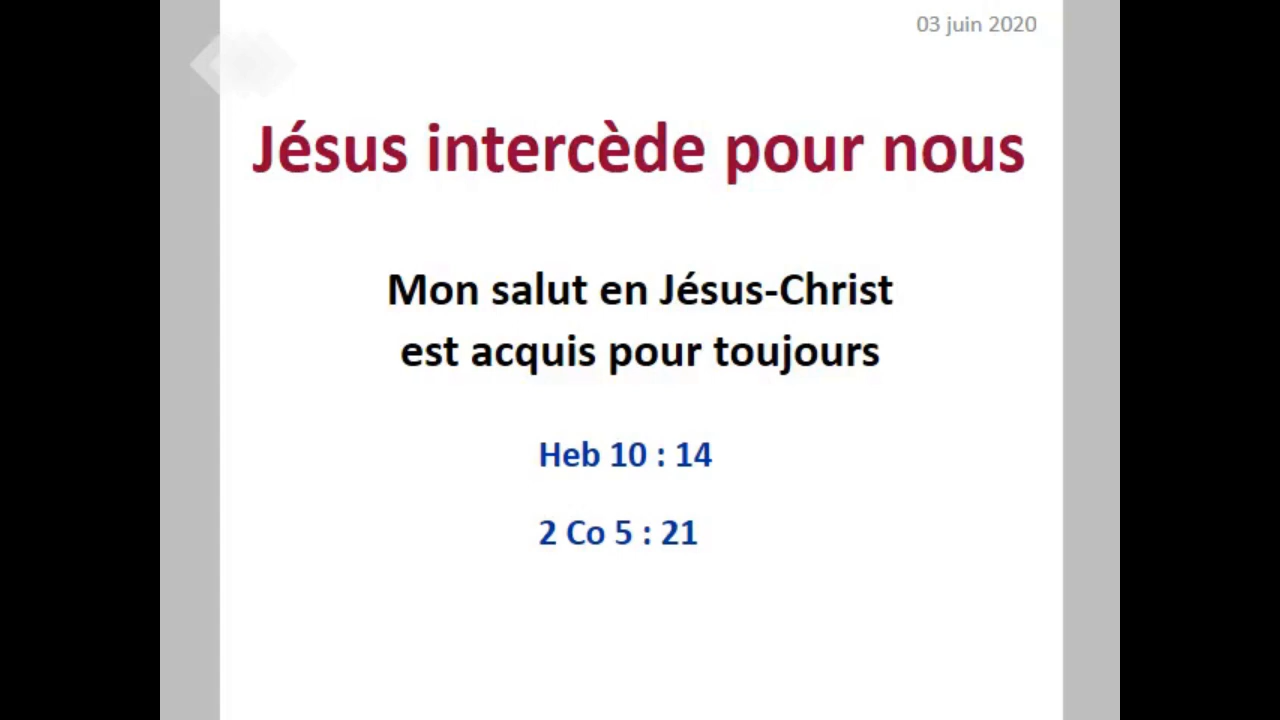 03 juin 2020
Jésus intercède pour nous
Mon salut en Jésus-Christ
est acquis pour toujours
Heb 10 : 14
2 Co 5 : 21